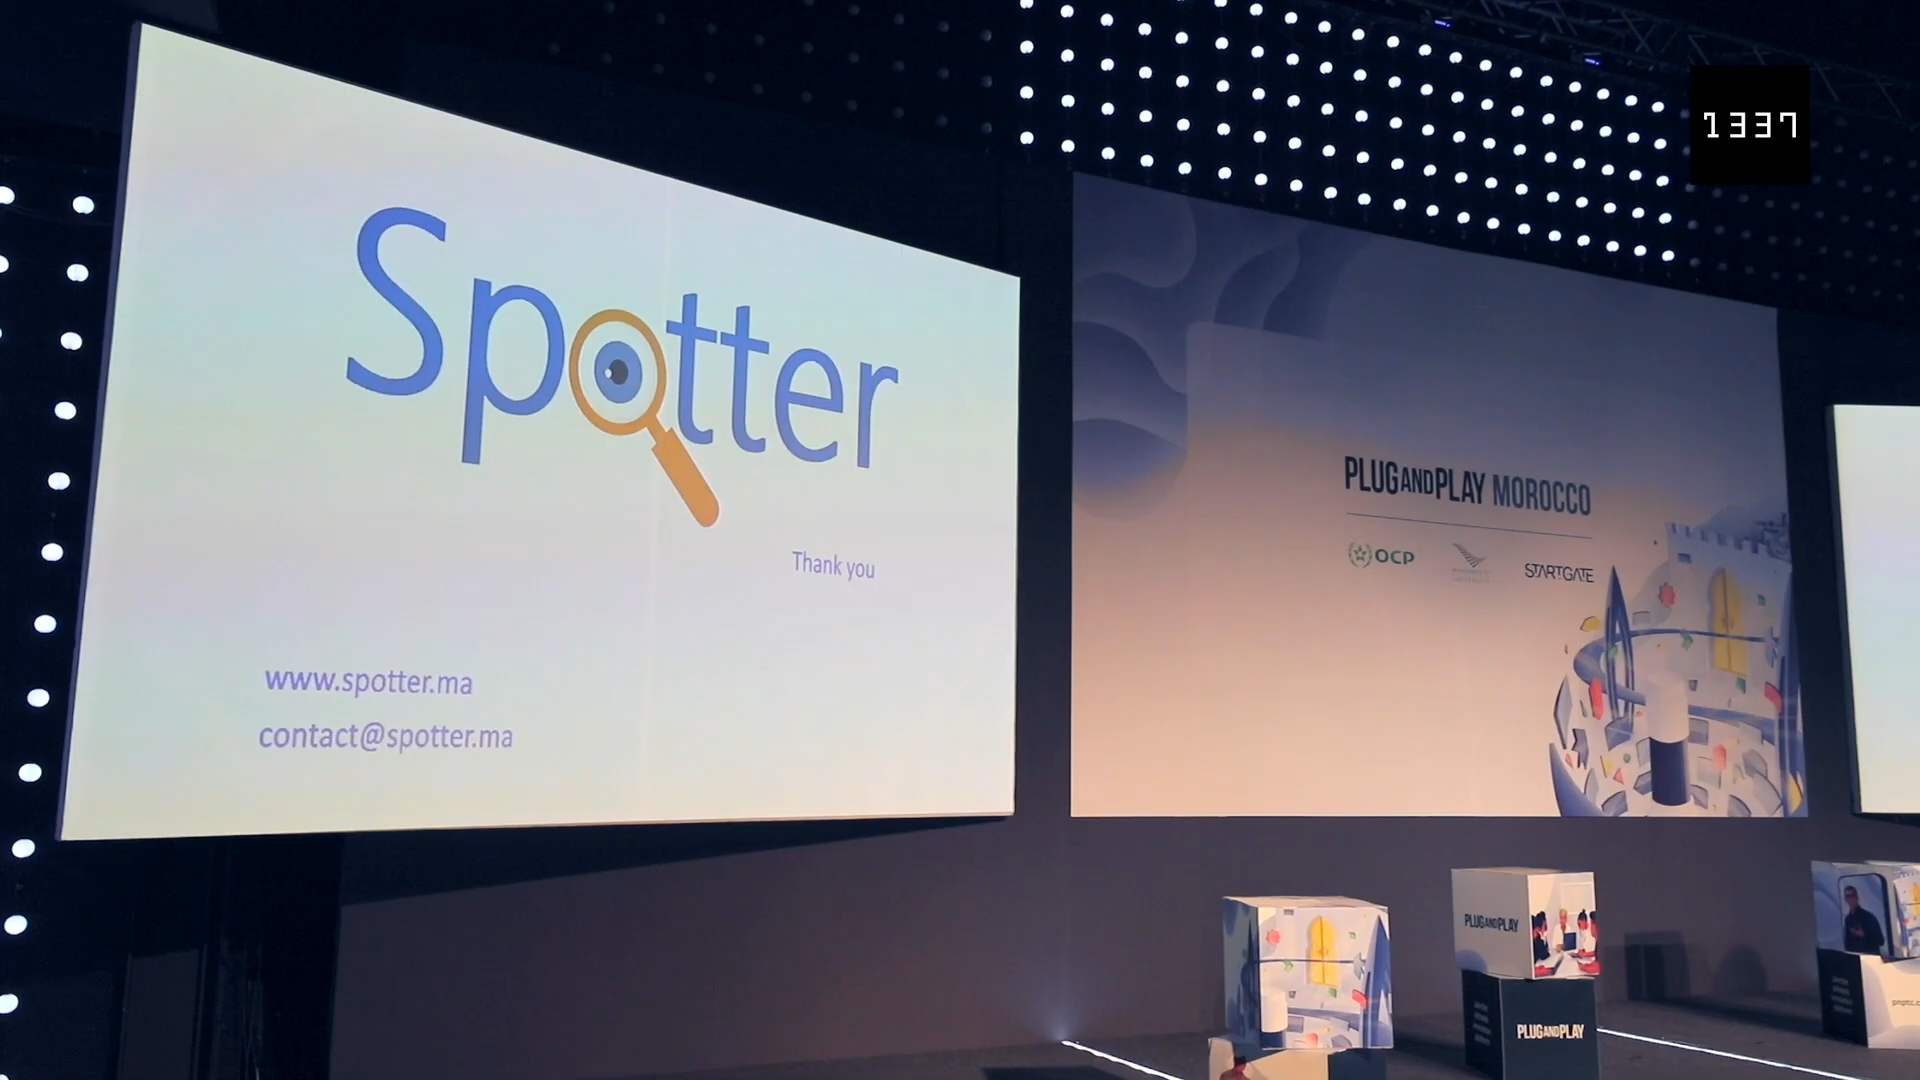 1337
Spotter
Thank you
www.spotter.ma
contact@spotter.ma
PLUGANDPLAY MOROCCO
OCP
STARTGATE
PLUGANDPLAY
PLUGANDPLAY